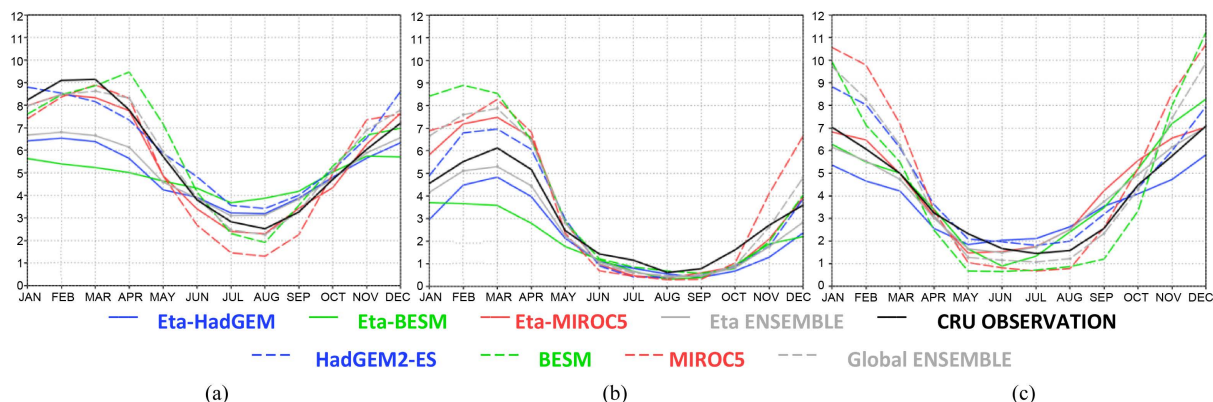 12 12 12
11 11 11
10 10 10
9 9 9
8 8 8
7 7 7
6 6 6
5 5 5
4 4 4
3 3 3
2 2 2
1 1 1
0 0 0
JAN FEB MAR APR MAY JUN JUL AUG SEP OCT NOV DEC JAN FEB MAR APR MAY JUN JUL AUG SEP OCT NOV DEC JAN FEB MAR APR MAY JUN JUL AUG SEP OCT NOV DEC
Eta-HadGEM Eta-BESM Eta-MIROC5 Eta ENSEMBLE CRU OBSERVATION
HadGEM2-ES BESM MIROC5 Global ENSEMBLE
(a) (b) (c)